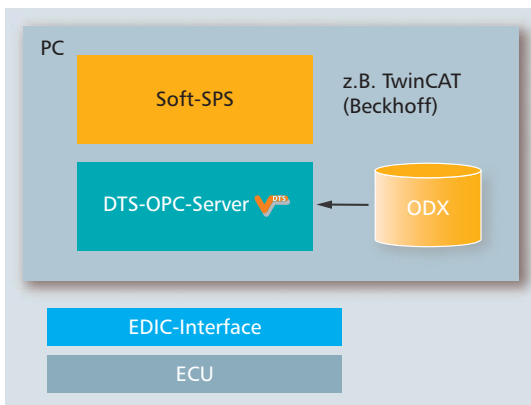 PC
Soft-SPS
z.B. TwinCAT
(Beckhoff)
DTS-OPC-Server
DTS
ODX
EDIC-Interface
ECU